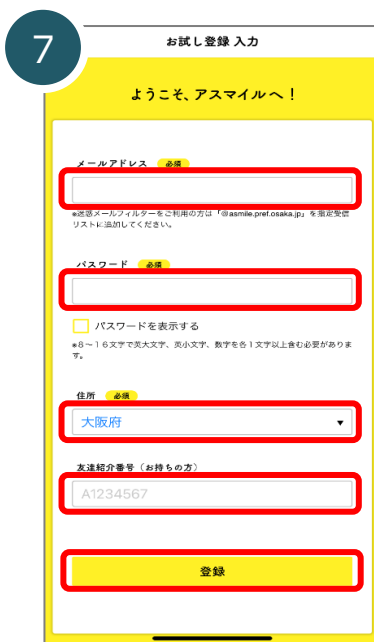 7
お試し登録 入力
ようこそ、アスマイルへ！
メールアドレス 必須
※迷惑メールフィルターをご利用の方は「@asmile.pref.osaka.jp」を指定受信
リストに追加してください。
パスワード 必須
パスワードを表示する
※８～１６文字で英大文字、英小文字、数字を各１文字以上含む必要がありま
す。
住所 必須
大阪府
友達紹介番号（お持ちの方）
A1234567
登録